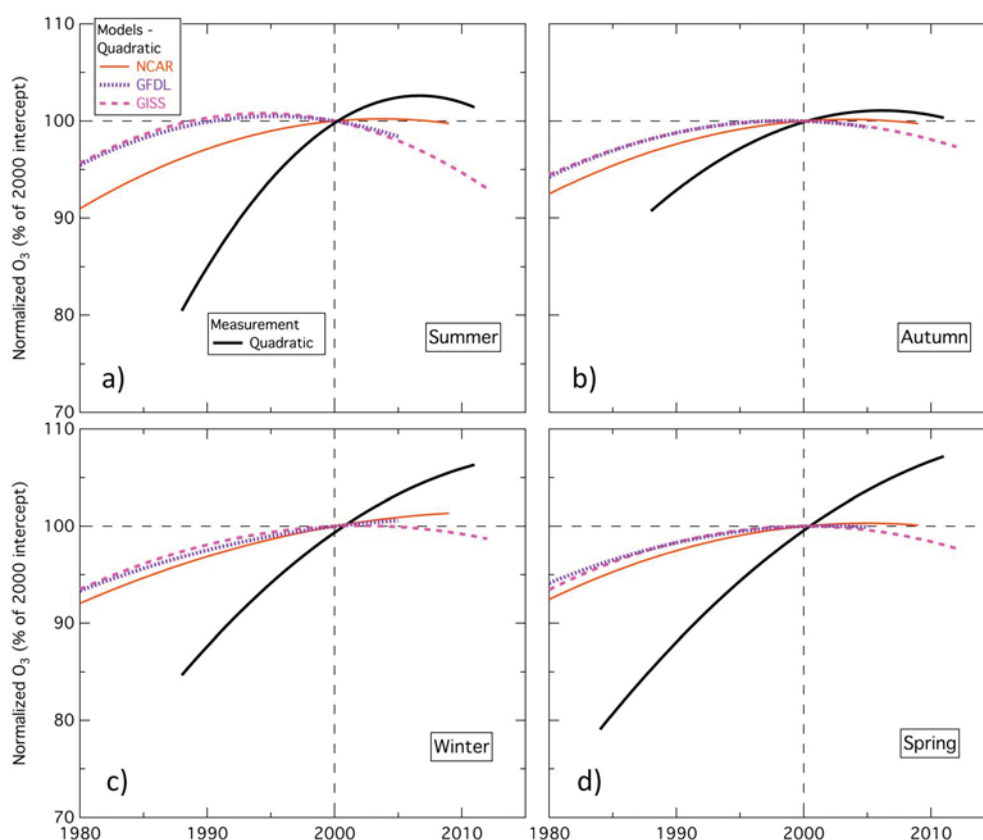 110
Models -
Quadratic
NCAR
GFDL
GISS
100
90
80
70
Normalized O3 (% of 2000 intercept)
Measurement
Quadratic
Summer
a)
Autumn
b)
100
90
80
70
Normalized O3 (% of 2000 intercept)
Winter
c)
Spring
d)
1980 1990 2000 2010 1980 1990 2000 2010